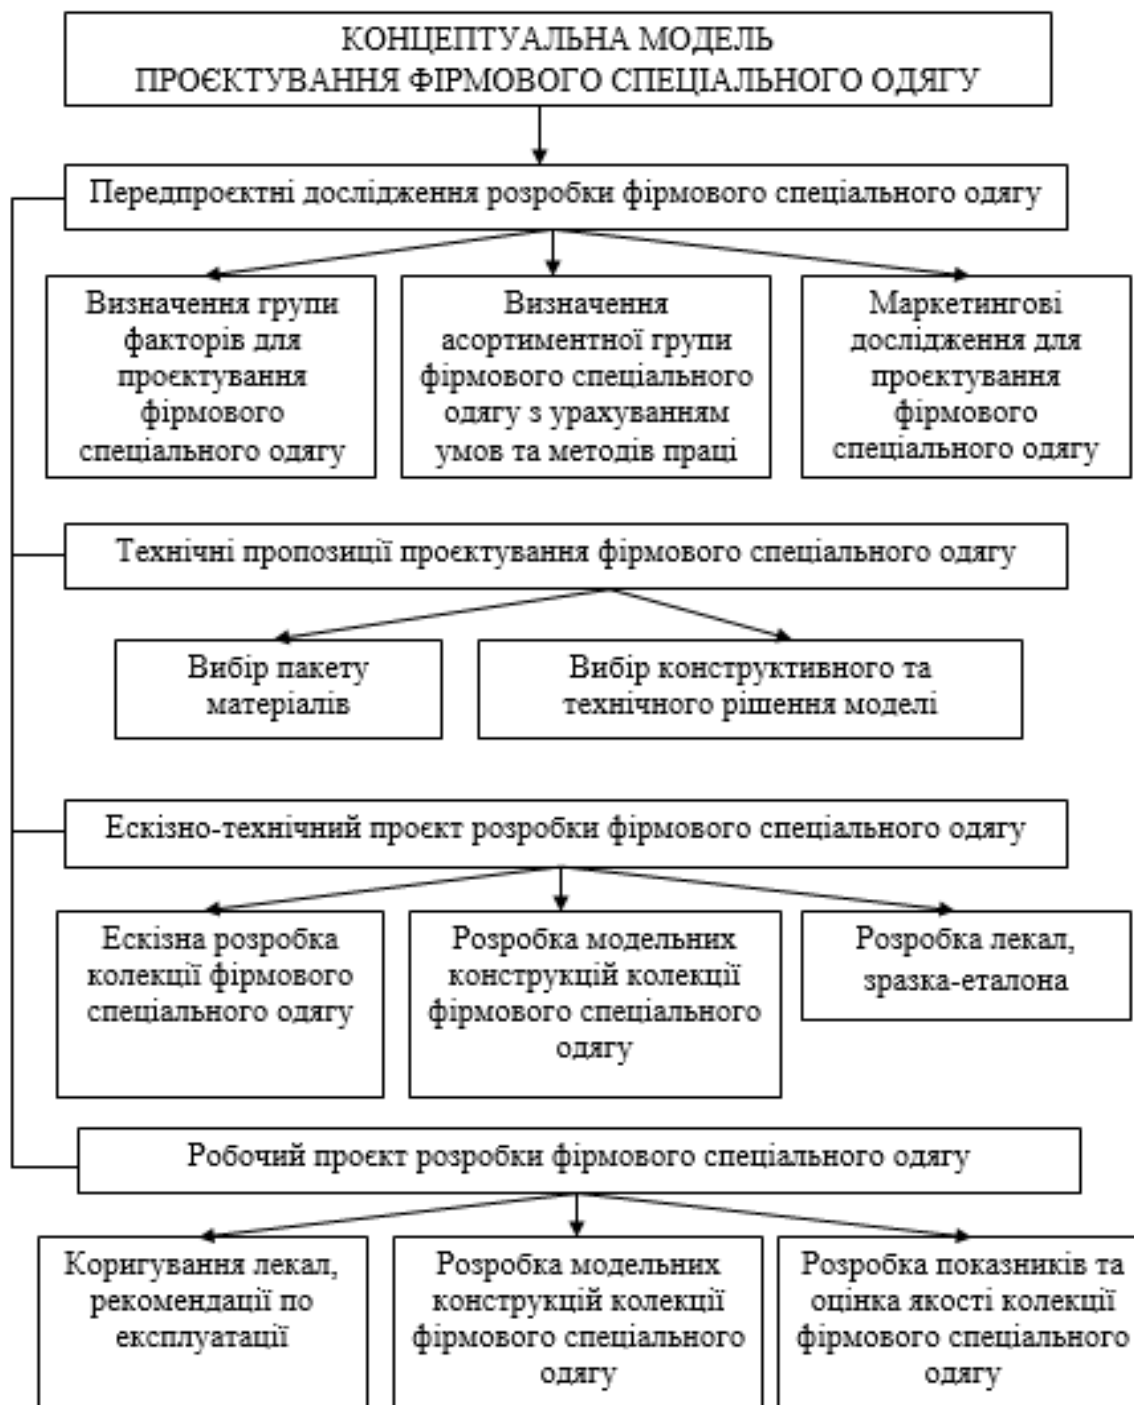 КОНЦЕПТУАЛЬНА МОДЕЛЬ
ПРОЄКТУВАННЯ ФІРМОВОГО СПЕЦІАЛЬНОГО ОДЯГУ
Передпроєктні дослідження розробки фірмового спеціального одягу
Визначення групи
факторів для
проєктування
фірмового
спеціального одягу
Визначення
асортиментної групи
фірмового спеціального
одягу з урахуванням
умов та методів праці
Маркетингові
дослідження для
проєктування
фірмового
спеціального одягу
Технічні пропозиції проєктування фірмового спеціального одягу
Вибір пакету
матеріалів
Вибір конструктивного та
технічного рішення моделі
Ескізно-технічний проєкт розробки фірмового спеціального одягу
Ескізна розробка
колекції фірмового
спеціального одягу
Розробка модельних
конструкцій колекції
фірмового спеціального
одягу
Розробка лекал,
зразка-еталона
Робочий проєкт розробки фірмового спеціального одягу
Коригування лекал,
рекомендації по
експлуатації
Розробка модельних
конструкцій колекції
фірмового спеціального
одягу
Розробка показників та
оцінка якості колекції
фірмового спеціального
одягу